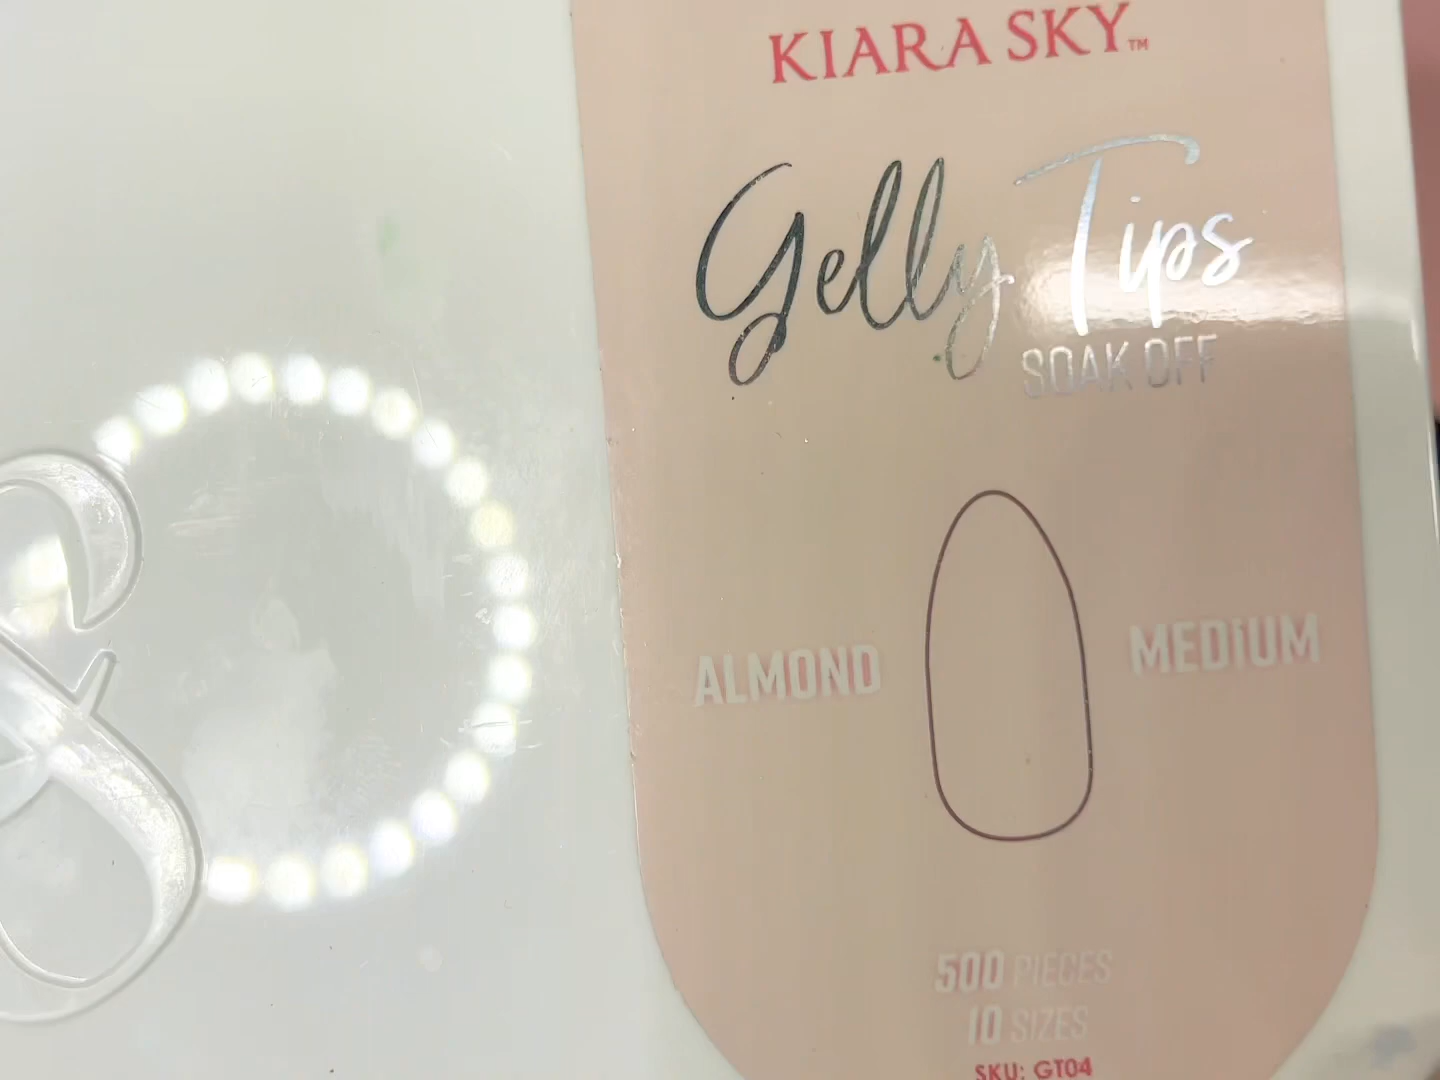 KIARA SKY™
Gelly Tips
SOAK OFF
ALMOND
MEDIUM
500 PIECES
10 SIZES
SKU: GT04